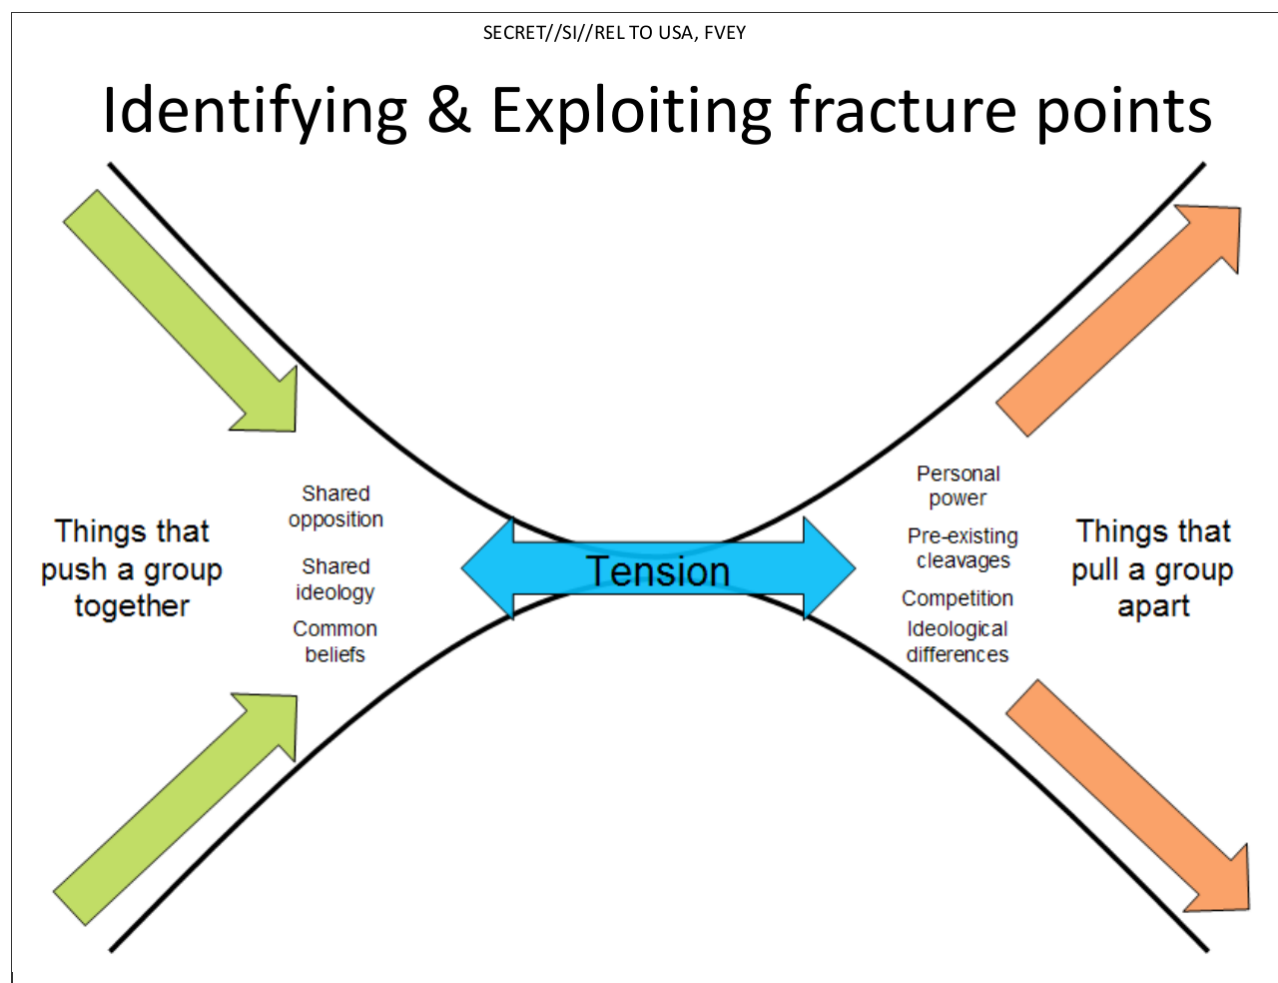 SECRET//SI//REL TO USA, FVEY
Identifying & Exploiting fracture points
Things that
push a group
together
Shared
opposition
Shared
ideology
Common
beliefs
Tension
Personal
power
Pre-existing
cleavages
Competition
Ideological
differences
Things that
pull a group
apart